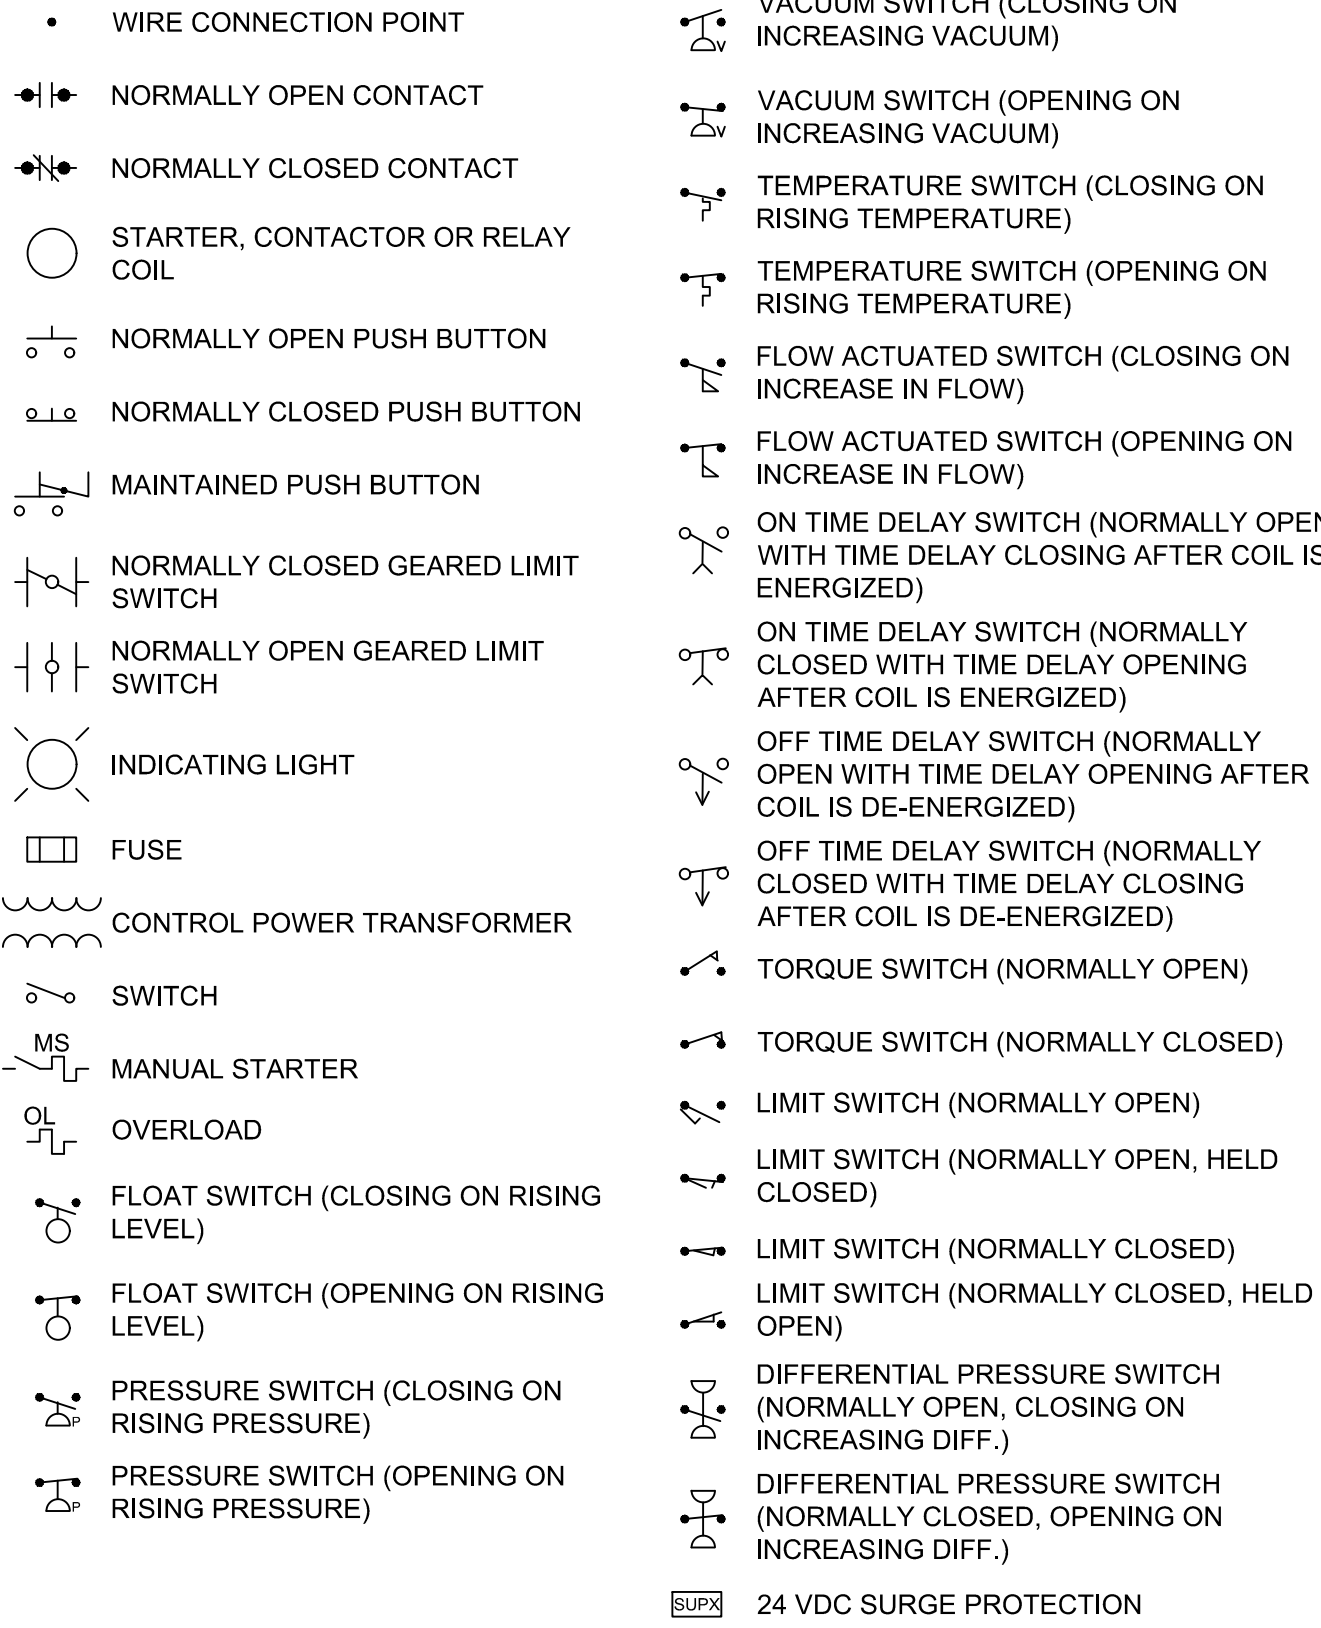 WIRE CONNECTION POINT
NORMALLY OPEN CONTACT
NORMALLY CLOSED CONTACT
STARTER, CONTACTOR OR RELAY
COIL
NORMALLY OPEN PUSH BUTTON
NORMALLY CLOSED PUSH BUTTON
MAINTAINED PUSH BUTTON
NORMALLY CLOSED GEARED LIMIT
SWITCH
NORMALLY OPEN GEARED LIMIT
SWITCH
INDICATING LIGHT
FUSE
CONTROL POWER TRANSFORMER
SWITCH
MS
MANUAL STARTER
OL
OVERLOAD
FLOAT SWITCH (CLOSING ON RISING
LEVEL)
FLOAT SWITCH (OPENING ON RISING
LEVEL)
PRESSURE SWITCH (CLOSING ON
P
RISING PRESSURE)
PRESSURE SWITCH (OPENING ON
P
RISING PRESSURE)
VACUUM SWITCH (CLOSING ON
V
INCREASING VACUUM)
VACUUM SWITCH (OPENING ON
V
INCREASING VACUUM)
TEMPERATURE SWITCH (CLOSING ON
RISING TEMPERATURE)
TEMPERATURE SWITCH (OPENING ON
RISING TEMPERATURE)
FLOW ACTUATED SWITCH (CLOSING ON
INCREASE IN FLOW)
FLOW ACTUATED SWITCH (OPENING ON
INCREASE IN FLOW)
ON TIME DELAY SWITCH (NORMALLY OPEN
WITH TIME DELAY CLOSING AFTER COIL IS
ENERGIZED)
ON TIME DELAY SWITCH (NORMALLY
CLOSED WITH TIME DELAY OPENING
AFTER COIL IS ENERGIZED)
OFF TIME DELAY SWITCH (NORMALLY
OPEN WITH TIME DELAY OPENING AFTER
COIL IS DE-ENERGIZED)
OFF TIME DELAY SWITCH (NORMALLY
CLOSED WITH TIME DELAY CLOSING
AFTER COIL IS DE-ENERGIZED)
TORQUE SWITCH (NORMALLY OPEN)
TORQUE SWITCH (NORMALLY CLOSED)
LIMIT SWITCH (NORMALLY OPEN)
LIMIT SWITCH (NORMALLY OPEN, HELD
CLOSED)
LIMIT SWITCH (NORMALLY CLOSED)
LIMIT SWITCH (NORMALLY CLOSED, HELD
OPEN)
DIFFERENTIAL PRESSURE SWITCH
(NORMALLY OPEN, CLOSING ON
INCREASING DIFF.)
DIFFERENTIAL PRESSURE SWITCH
(NORMALLY CLOSED, OPENING ON
INCREASING DIFF.)
SUPX
24 VDC SURGE PROTECTION